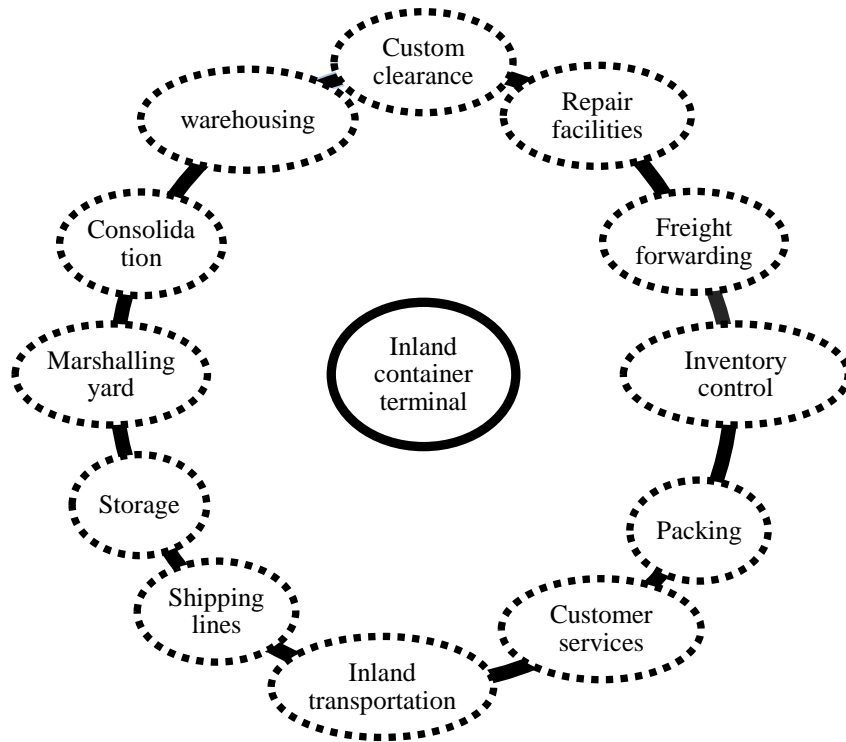 Custom
clearance
Repair
facilities
Freight
forwarding
Inventory
control
Packing
Customer
services
Inland
transportation
Shipping
lines
Storage
Marshalling
yard
Consolida
tion
warehousing
Inland
container
terminal